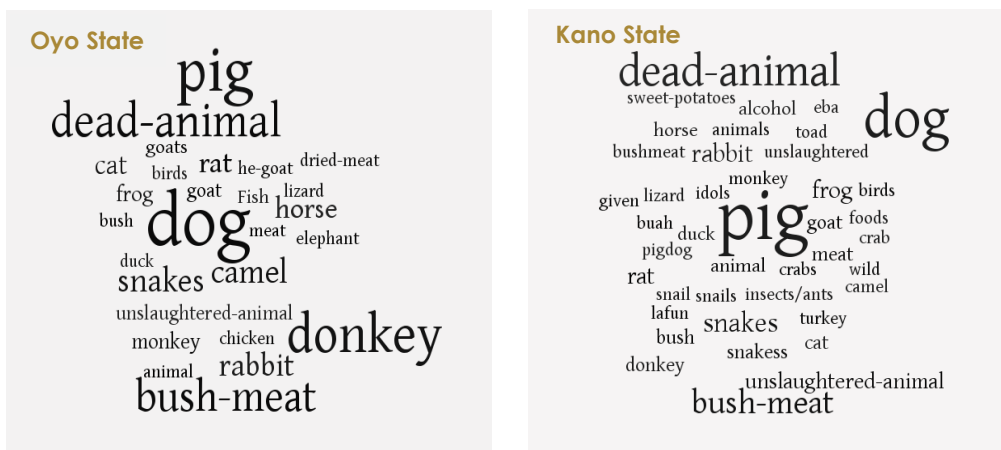 Oyo State
pig
dead-animal
goats
cat birds rat he-goat dried-meat
frog goat Fish lizard
bush dog meat horse
elephant
duck
snakes camel
unslaughtered-animal
monkey chicken donkey
animal rabbit
bush-meat
Kano State
dead-animal
sweet-potatoes alcohol eba dog
horse animals toad
bushmeat rabbit unslaughtered
monkey
given lizard idols frog birds
buah duck pig goat foods
pigdog meat crab
rat animal crabs wild
snail snails insects/ants camel
lafun snakes turkey
bush snakess cat
donkey
unslaughtered-animal
bush-meat